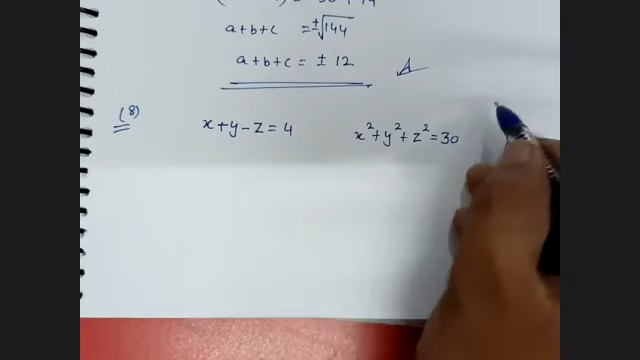 a+b+c = ±√144
a+b+c = ± 12
(8) x+y-z=4 x²+y²+z²=30